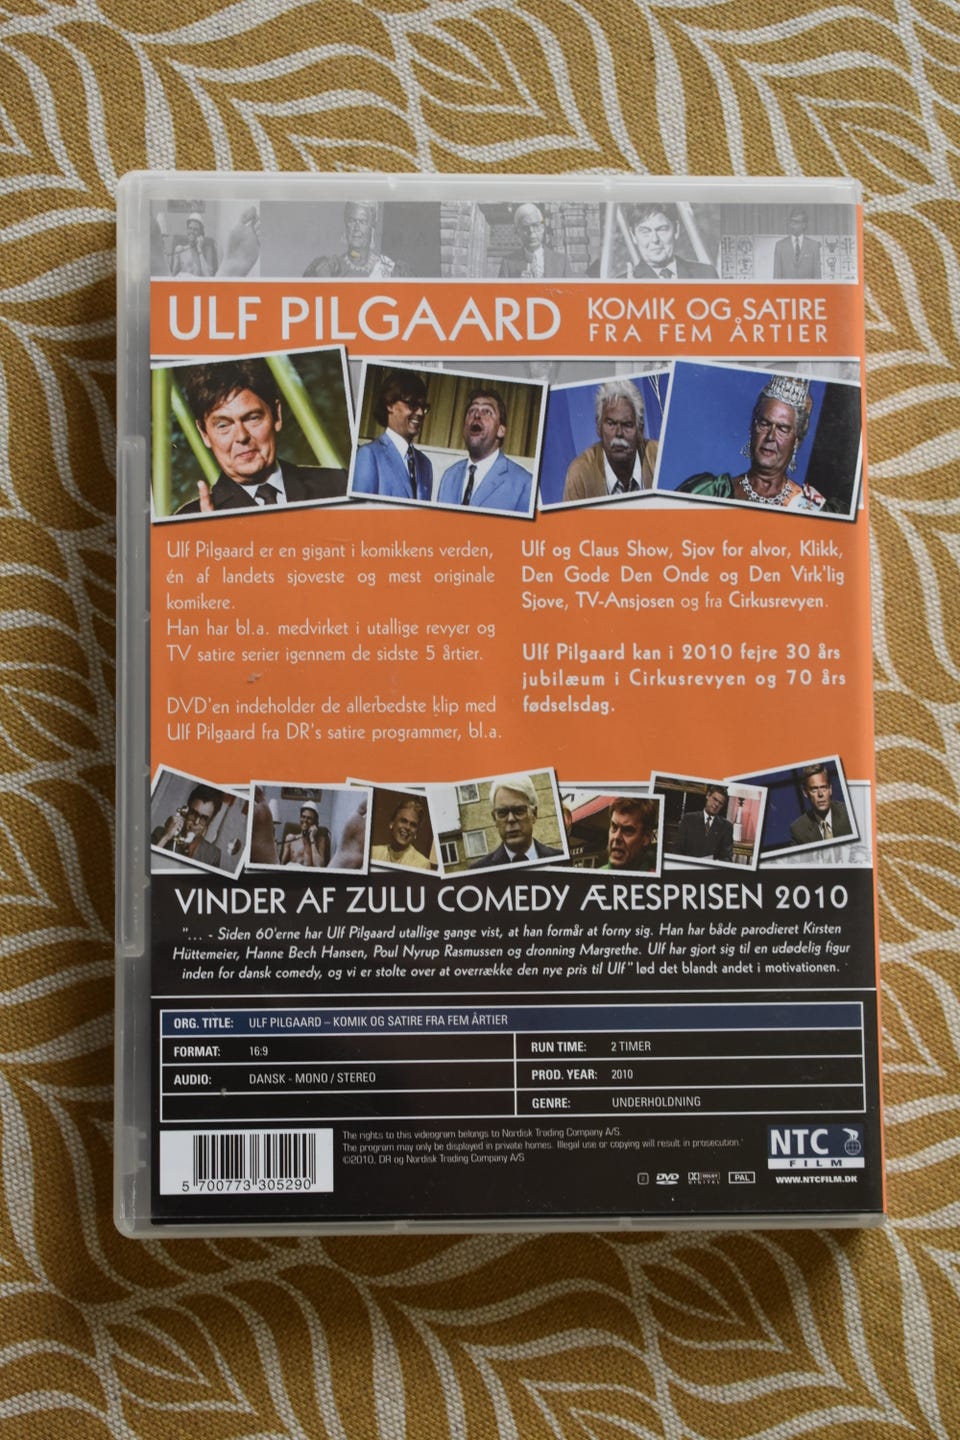 ULF PILGAARD
KOMIK OG SATIRE
FRA FEM ÅRTIER
Ulf Pilgaard er en gigant i komikkens verden,
én af landets sjoveste og mest originale
komikere.
Han har bl.a. medvirket i utallige revyer og
TV satire serier igennem de sidste 5 årtier.
DVD'en indeholder de allerbedste klip med
Ulf Pilgaard fra DR's satire programmer, bl.a.
Ulf og Claus Show, Sjov for alvor, Klikk,
Den Gode Den Onde og Den Virk'lig
Sjove, TV-Ansjosen og fra Cirkusrevyen.
Ulf Pilgaard kan i 2010 fejre 30 års
jubilæum i Cirkusrevyen og 70 års
fødselsdag.
VINDER AF ZULU COMEDY ÆRESPRISEN 2010
"... - Siden 60'erne har Ulf Pilgaard utallige gange vist, at han formår at forny sig. Han har både parodieret Kirsten
Hüttemeier, Hanne Bech Hansen, Poul Nyrup Rasmussen og dronning Margrethe. Ulf har gjort sig til en udødelig figur
inden for dansk comedy, og vi er stolte over at overrække den nye pris til Ulf" lød det blandt andet i motivationen.
ORG. TITLE: ULF PILGAARD – KOMIK OG SATIRE FRA FEM ÅRTIER
FORMAT: 16:9
RUN TIME: 2 TIMER
AUDIO: DANSK - MONO / STEREO
PROD. YEAR: 2010
GENRE: UNDERHOLDNING
5 700773 305290
The rights to this videogram belongs to Nordisk Trading Company A/S.
The program may only be displayed in private homes. Illegal use or copying will result in prosecution.
©2010, DR og Nordisk Trading Company A/S
2 DVD DOLBY DIGITAL PAL
NTC
FILM
WWW.NTCFILM.DK